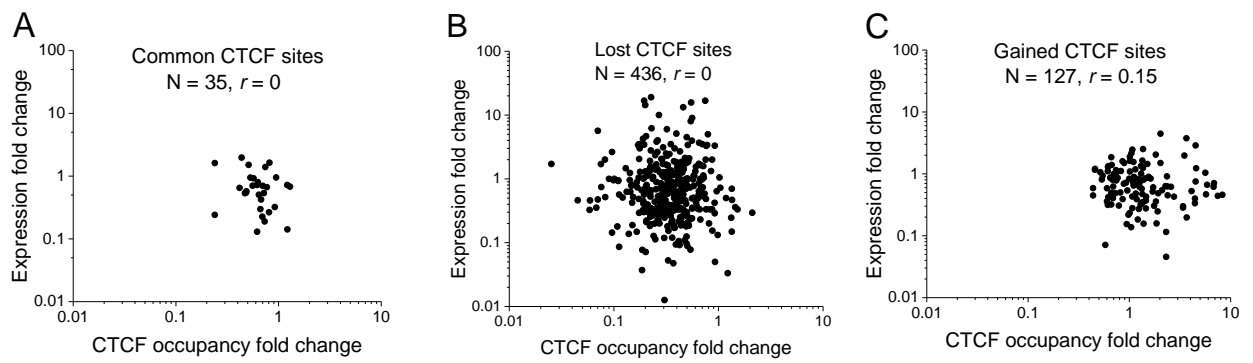 A
Common CTCF sites
N = 35, r = 0
100
10
1
0.1
0.01
Expression fold change
0.01 0.1 1 10
CTCF occupancy fold change
B
Lost CTCF sites
N = 436, r = 0
100
10
1
0.1
0.01
Expression fold change
0.01 0.1 1 10
CTCF occupancy fold change
C
Gained CTCF sites
N = 127, r = 0.15
100
10
1
0.1
0.01
Expression fold change
0.01 0.1 1 10
CTCF occupancy fold change